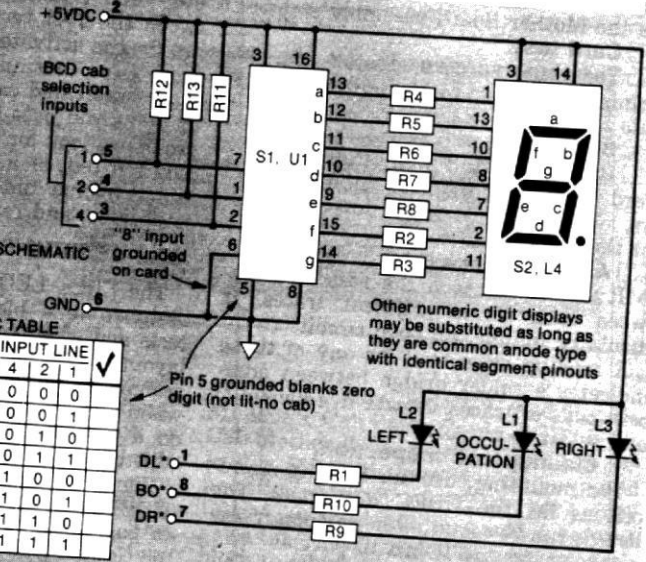 +5VDC 2
BCD cab
selection
inputs
R12
R13
R11
3
16
S1, U1
7
1
2
6
5
8
a 13
b 12
c 11
d 10
e 9
f 15
g 14
R4
R5
R6
R7
R8
R2
R3
3
14
1
13
10
8
7
2
11
a
f
b
g
e
c
d
S2, L4
1 5
2 4
4 3
"8" input
grounded
on card
SCHEMATIC
GND 6
Other numeric digit displays
may be substituted as long as
they are common anode type
with identical segment pinouts
Pin 5 grounded blanks zero
digit (not lit-no cab)
C TABLE
INPUT LINE ✓
4 2 1
0 0 0
0 0 1
0 1 0
0 1 1
1 0 0
1 0 1
1 1 0
1 1 1
L2
LEFT
L1
OCCU-
PATION
L3
RIGHT
DL* 1
BO* 8
DR* 7
R1
R10
R9